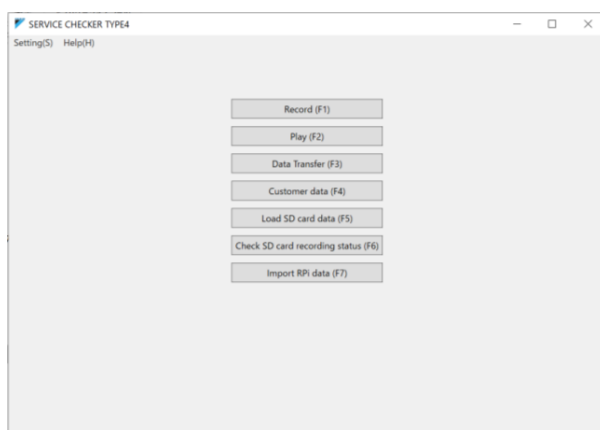 SERVICE CHECKER TYPE4
Setting(S) Help(H)
Record (F1)
Play (F2)
Data Transfer (F3)
Customer data (F4)
Load SD card data (F5)
Check SD card recording status (F6)
Import RPi data (F7)